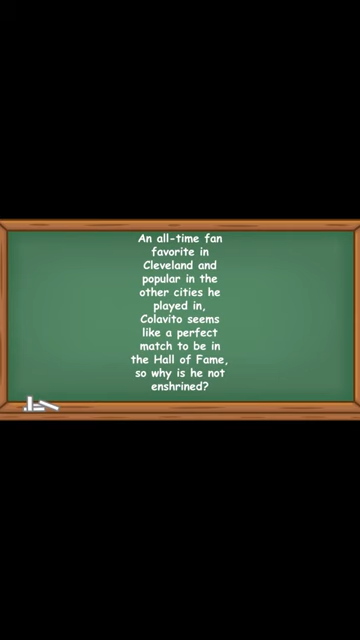 An all-time fan
favorite in
Cleveland and
popular in the
other cities he
played in,
Colavito seems
like a perfect
match to be in
the Hall of Fame,
so why is he not
enshrined?